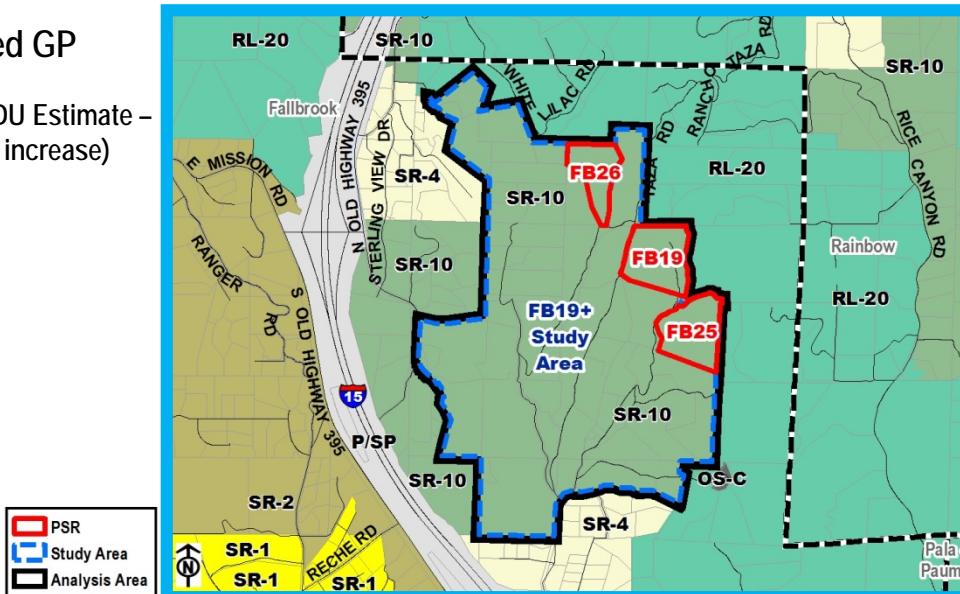 ed GP
DU Estimate –
increase)
PSR
Study Area
Analysis Area
RL-20
SR-10
Fallbrook
E MISSION RD
RANGER RD
N OLD HIGHWAY 395
S OLD HIGHWAY 395
STERLING VIEW DR
SR-4
SR-10
WHITE LILAC RD
RANCHO TAZA RD
TAZA RD
SR-10
RL-20
SR-10
RICE CANYON RD
Rainbow
RL-20
FB26
FB19
FB25
FB19+
Study
Area
SR-10
15
P/SP
SR-10
OS-C
SR-4
SR-2
SR-1
SR-1
RECHE RD
SR-1
N
Pala
Paum